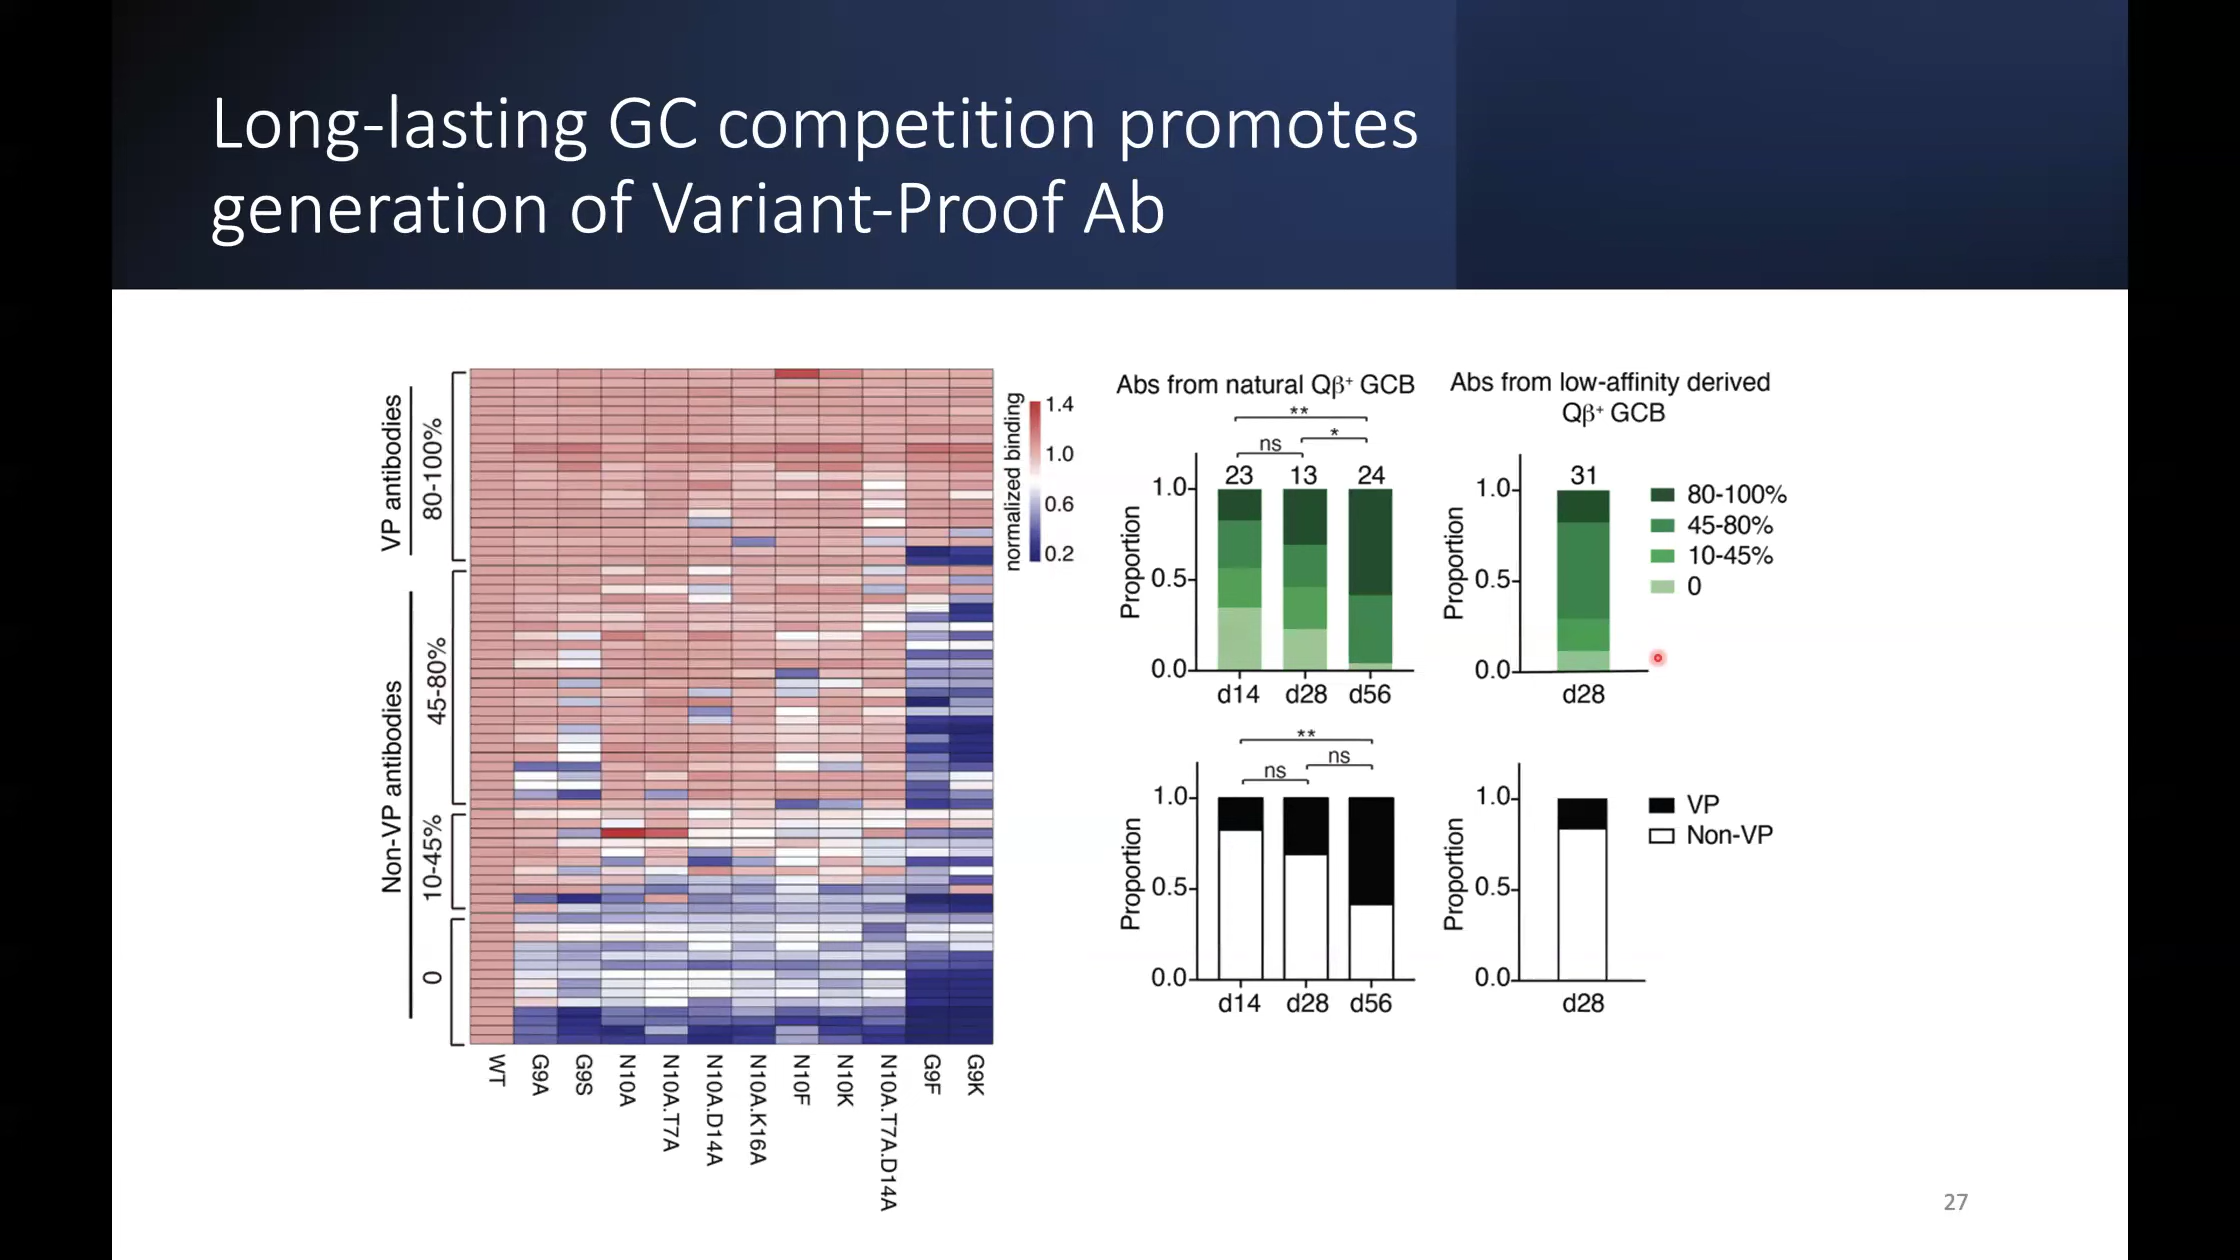 Long-lasting GC competition promotes
generation of Variant-Proof Ab
VP antibodies
80-100%
Non-VP antibodies
45-80%
10-45%
0
WT
G9A
G9S
N10A
N10A.T7A
N10A.D14A
N10A.K16A
N10F
N10K
N10A.T7A.D14A
G9F
G9K
normalized binding
1.4
1.0
0.6
0.2
Abs from natural Qβ⁺ GCB
**
*
ns
23 13 24
Proportion
1.0
0.5
0.0
d14 d28 d56
Abs from low-affinity derived
Qβ⁺ GCB
31
Proportion
1.0
0.5
0.0
d28
80-100%
45-80%
10-45%
0
**
ns
ns
Proportion
1.0
0.5
0.0
d14 d28 d56
Proportion
1.0
0.5
0.0
d28
VP
Non-VP
27